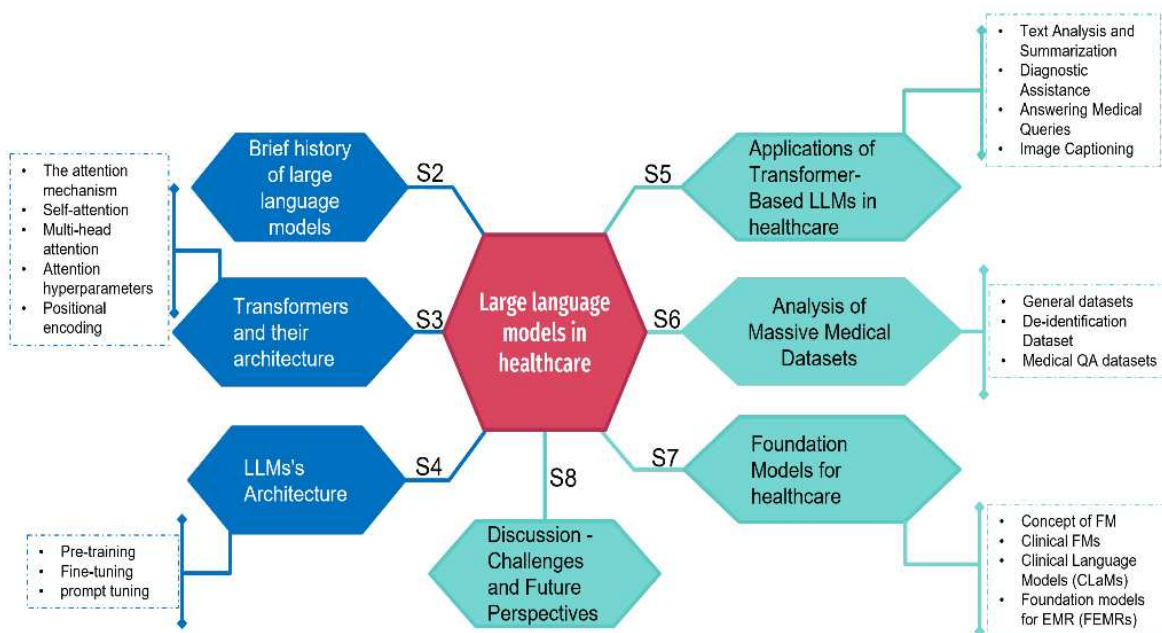 Large language
models in
healthcare
S2
Brief history
of large
language
models
S3
Transformers
and their
architecture
• The attention
mechanism
• Self-attention
• Multi-head
attention
• Attention
hyperparameters
• Positional
encoding
S4
LLMs's
Architecture
• Pre-training
• Fine-tuning
• prompt tuning
S5
Applications of
Transformer-
Based LLMs in
healthcare
• Text Analysis and
Summarization
• Diagnostic
Assistance
• Answering Medical
Queries
• Image Captioning
S6
Analysis of
Massive Medical
Datasets
• General datasets
• De-identification
Dataset
• Medical QA datasets
S7
Foundation
Models for
healthcare
• Concept of FM
• Clinical FMs
• Clinical Language
Models (CLaMs)
• Foundation models
for EMR (FEMRs)
S8
Discussion -
Challenges
and Future
Perspectives